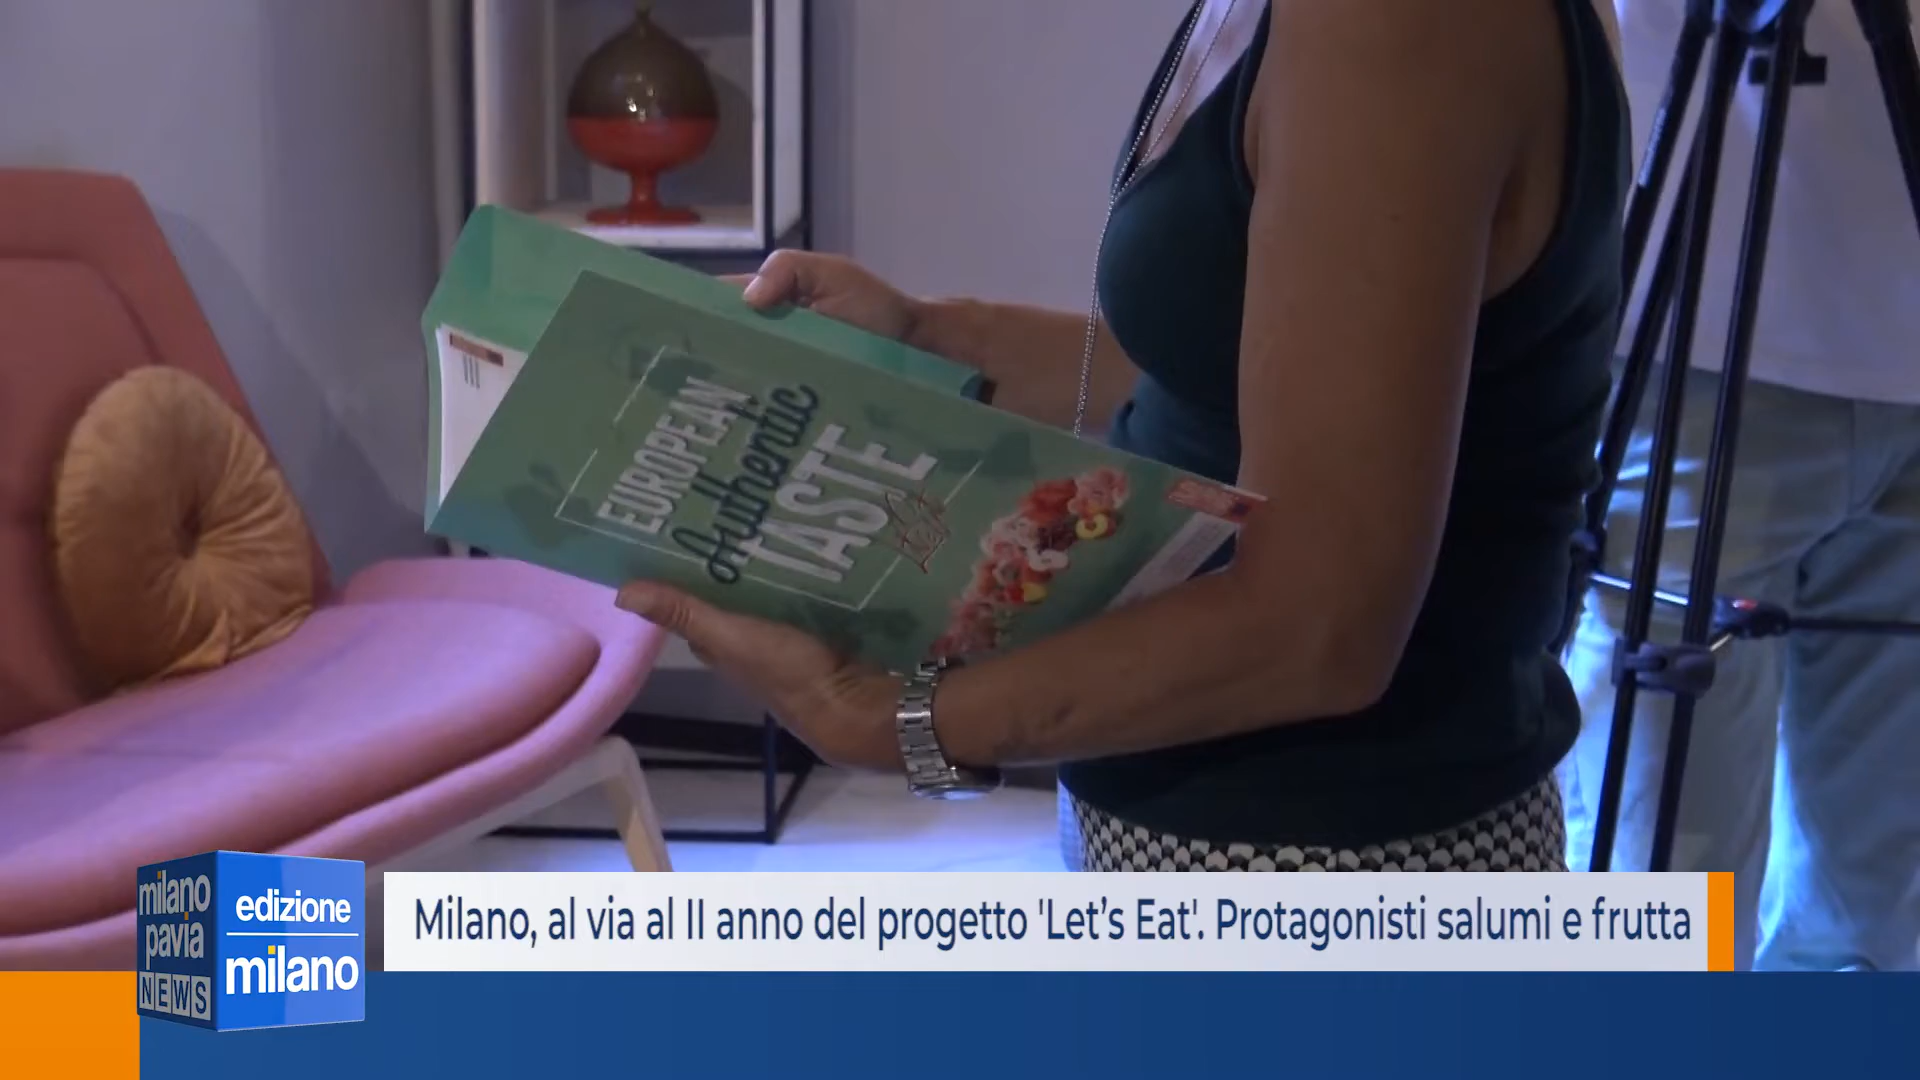 EUROPEAN
Authentic
TASTE
milano
pavia
NEWS
edizione
milano
Milano, al via al II anno del progetto 'Let’s Eat'. Protagonisti salumi e frutta